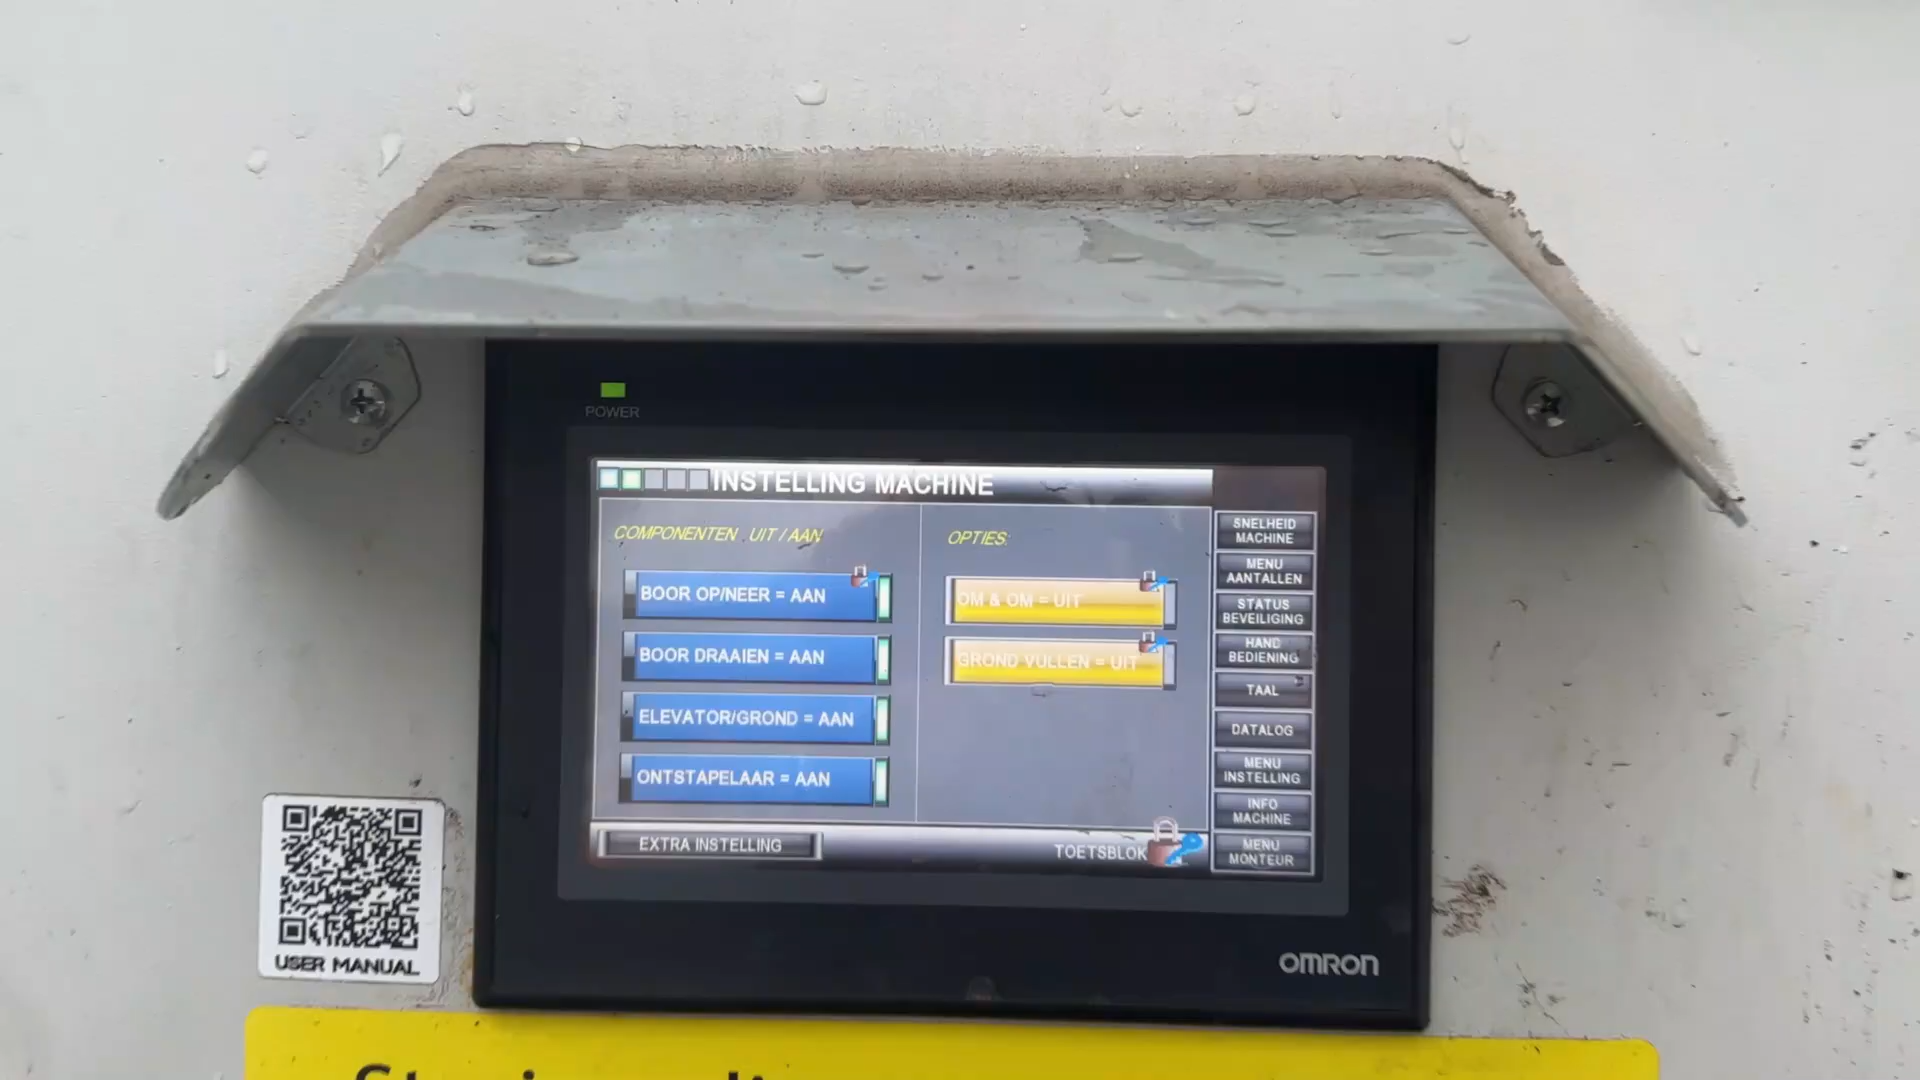 POWER
INSTELLING MACHINE
COMPONENTEN UIT / AAN
OPTIES:
BOOR OP/NEER = AAN
BOOR DRAAIEN = AAN
ELEVATOR/GROND = AAN
ONTSTAPELAAR = AAN
OM & OM = UIT
GROND VULLEN = UIT
EXTRA INSTELLING
TOETSBLOK
SNELHEID
MACHINE
MENU
AANTALLEN
STATUS
BEVEILIGING
HAND
BEDIENING
TAAL
DATALOG
MENU
INSTELLING
INFO
MACHINE
MENU
MONTEUR
OMRON
USER MANUAL